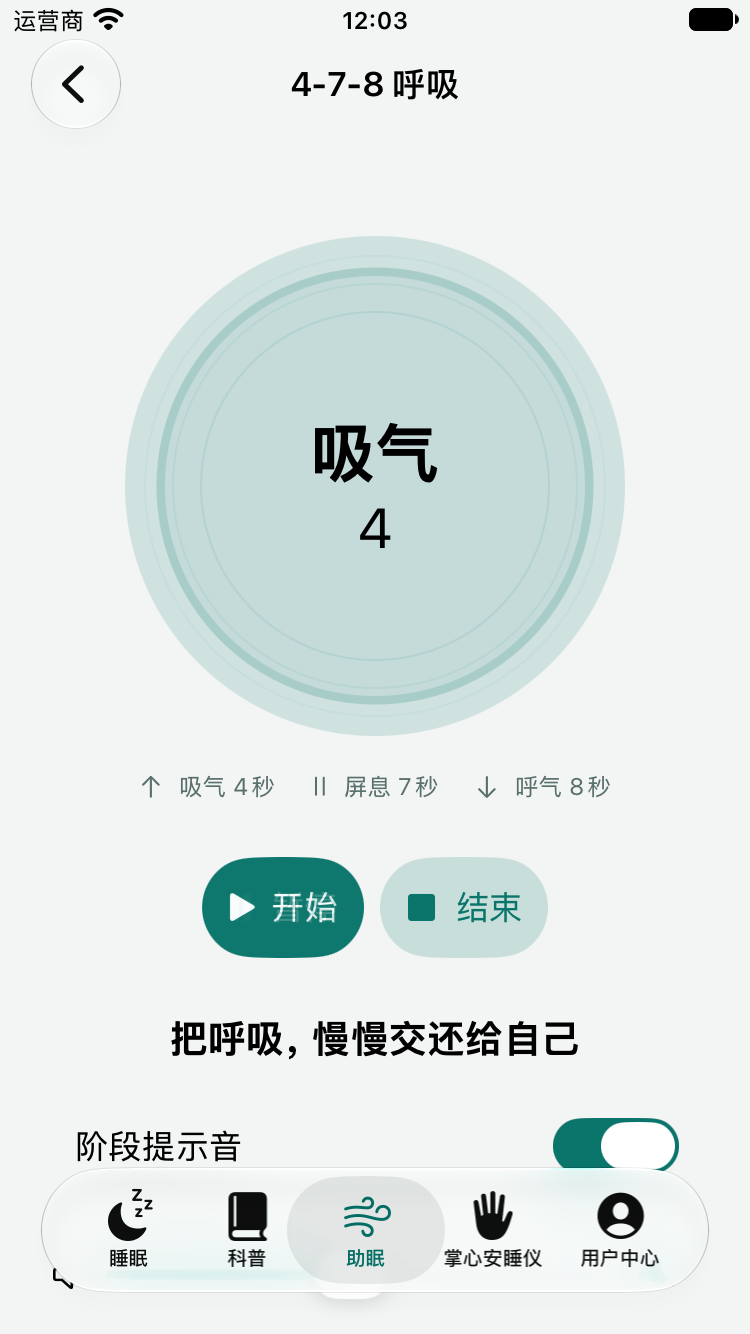 运营商 12:03
4-7-8 呼吸
吸气
4
吸气 4秒 屏息 7秒 呼气 8秒
开始 结束
把呼吸，慢慢交还给自己
阶段提示音
睡眠 科普 助眠 掌心安睡仪 用户中心